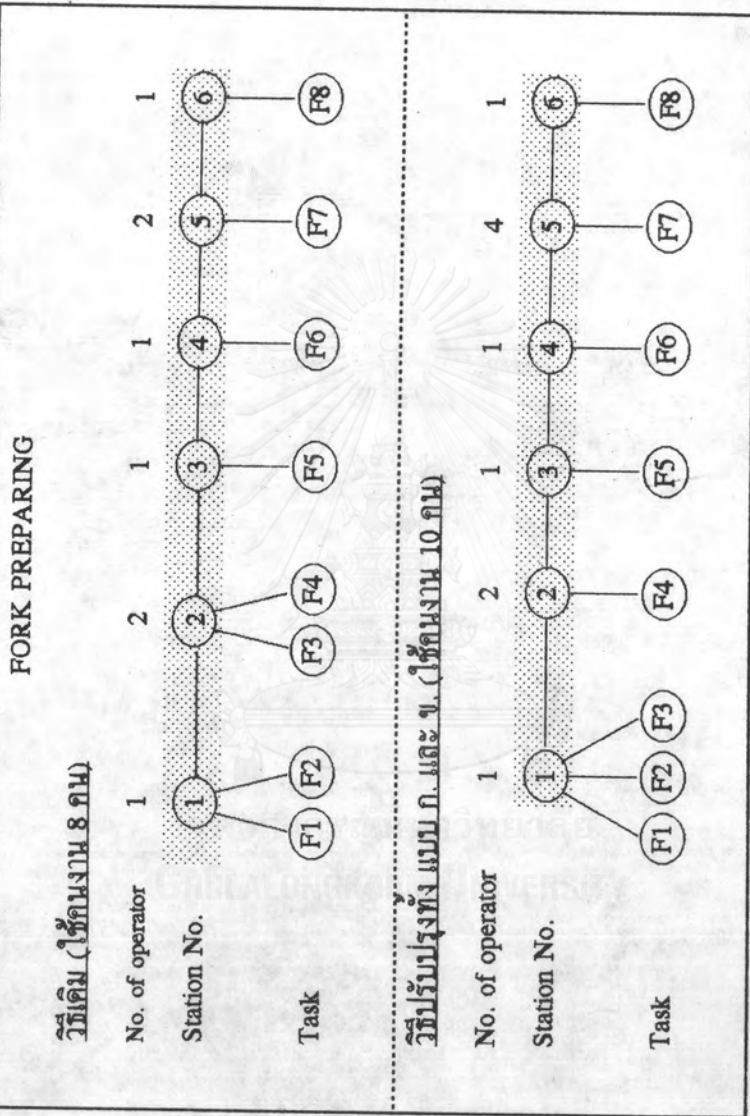 FORK PREPARING
วิธีเดิม (ใช้คนงาน 8 คน)
No. of operator 1 2 1 1 2 1
Station No. 1 2 3 4 5 6
Task F1 F2 F3 F4 F5 F6 F7 F8
วิธีปรับปรุงทั้ง แบบ ก. และ ข. (ใช้คนงาน 10 คน)
No. of operator 1 2 1 1 4 1
Station No. 1 2 3 4 5 6
Task F1 F2 F3 F4 F5 F6 F7 F8